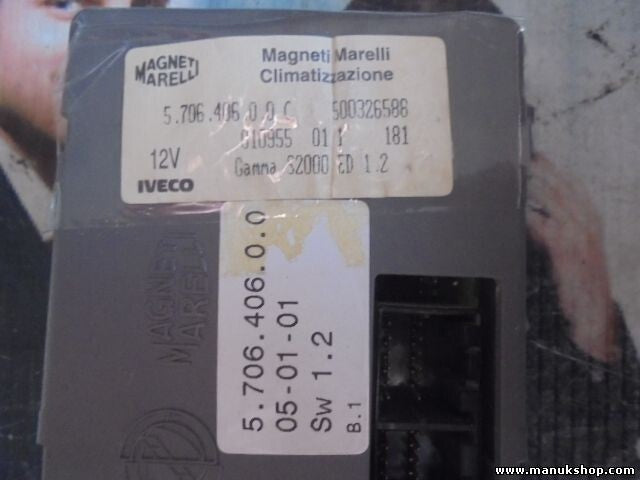 MAGNETI
MARELLI
Magneti Marelli
Climatizzazione
5.706.406.0.0 C 500326586
010955 01 1 181
12V
Gamma S2000 ED 1.2
IVECO
5.706.406.0.0
05-01-01
Sw 1.2
B.1
MAGNETI
MARELLI
www.manukshop.com